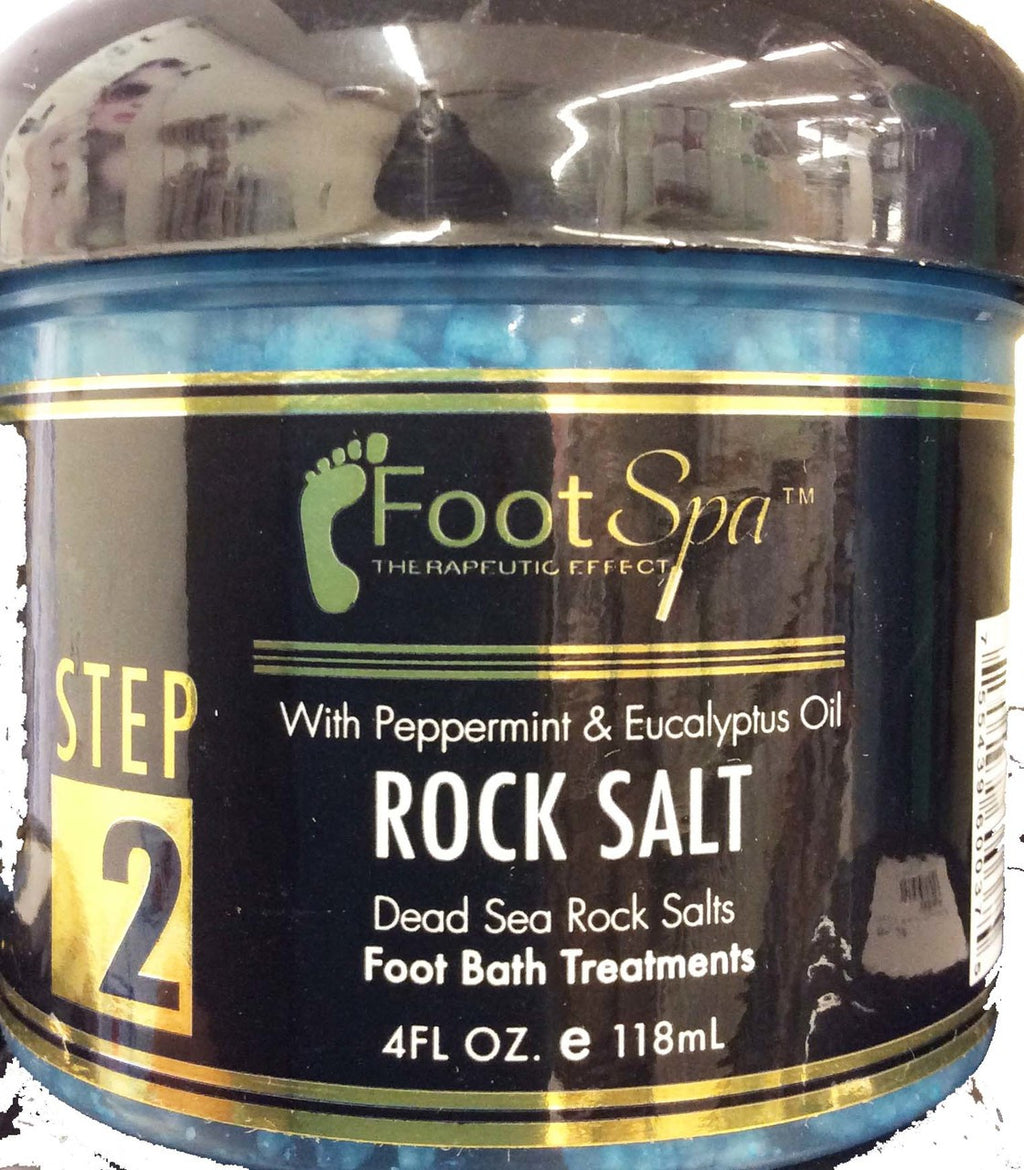 FootSpa™
THERAPEUTIC EFFECT
STEP
2
With Peppermint & Eucalyptus Oil
ROCK SALT
Dead Sea Rock Salts
Foot Bath Treatments
4FL OZ. e 118mL